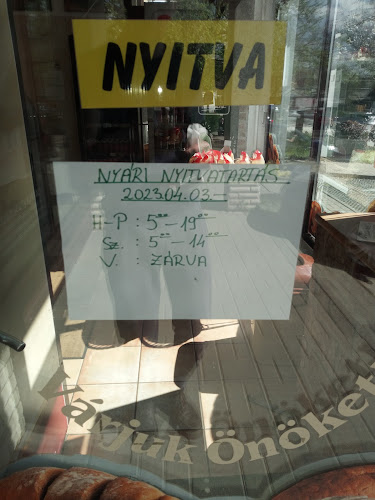 NYITVA
NYÁRI NYITVATARTÁS
2023.04.03.-
H-P : 5⁰⁰-19⁰⁰
Sz. : 5⁰⁰-14⁰⁰
V. : ZÁRVA
Várjuk Önöket